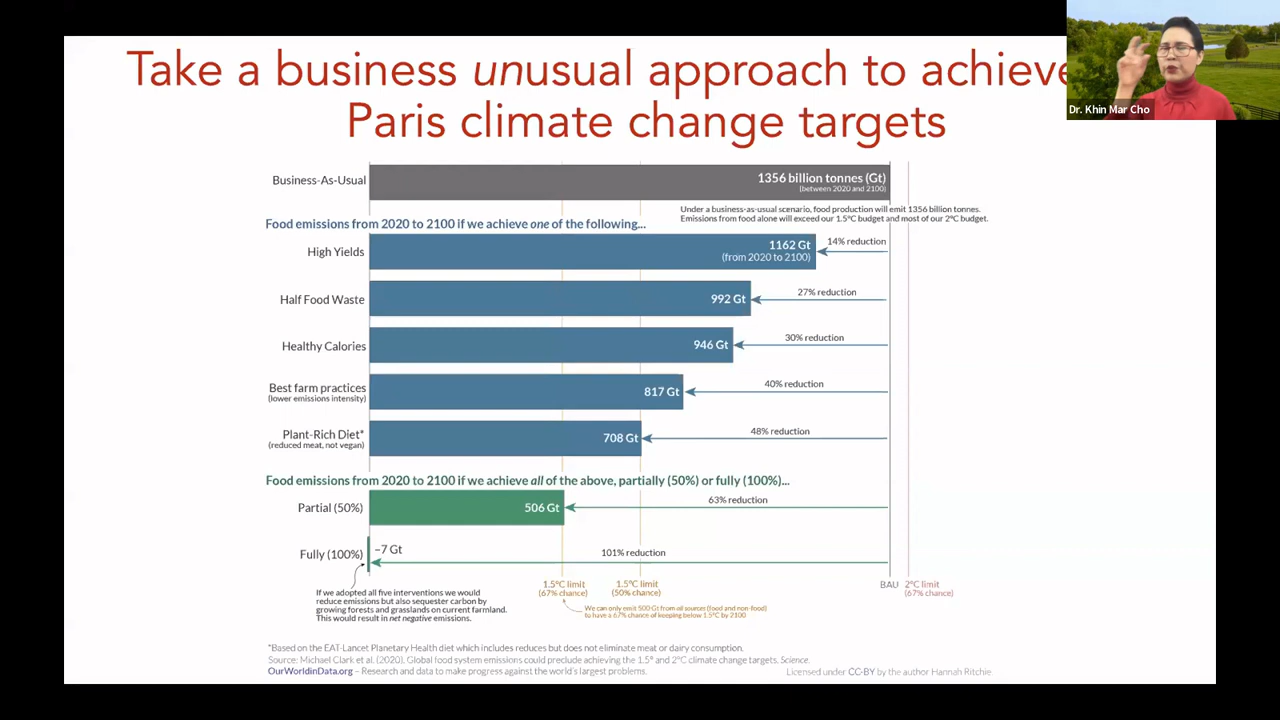 Take a business unusual approach to achieve
Paris climate change targets
Dr. Khin Mar Cho
Business-As-Usual
1356 billion tonnes (Gt)
(between 2020 and 2100)
Under a business-as-usual scenario, food production will emit 1356 billion tonnes.
Emissions from food alone will exceed our 1.5°C budget and most of our 2°C budget.
Food emissions from 2020 to 2100 if we achieve one of the following...
High Yields
1162 Gt
(from 2020 to 2100)
14% reduction
Half Food Waste
992 Gt
27% reduction
Healthy Calories
946 Gt
30% reduction
Best farm practices
(lower emissions intensity)
817 Gt
40% reduction
Plant-Rich Diet*
(reduced meat, not vegan)
708 Gt
48% reduction
Food emissions from 2020 to 2100 if we achieve all of the above, partially (50%) or fully (100%)...
Partial (50%)
506 Gt
63% reduction
Fully (100%)
–7 Gt
101% reduction
If we adopted all five interventions we would
reduce emissions but also sequester carbon by
growing forests and grasslands on current farmland.
This would result in net negative emissions.
1.5°C limit
(67% chance)
1.5°C limit
(50% chance)
BAU
2°C limit
(67% chance)
We can only emit 500 Gt from all sources (food and non-food)
to have a 67% chance of keeping below 1.5°C by 2100
*Based on the EAT-Lancet Planetary Health diet which includes reduces but does not eliminate meat or dairy consumption.
Source: Michael Clark et al. (2020). Global food system emissions could preclude achieving the 1.5° and 2°C climate change targets. Science.
OurWorldinData.org – Research and data to make progress against the world's largest problems.
Licensed under CC-BY by the author Hannah Ritchie.